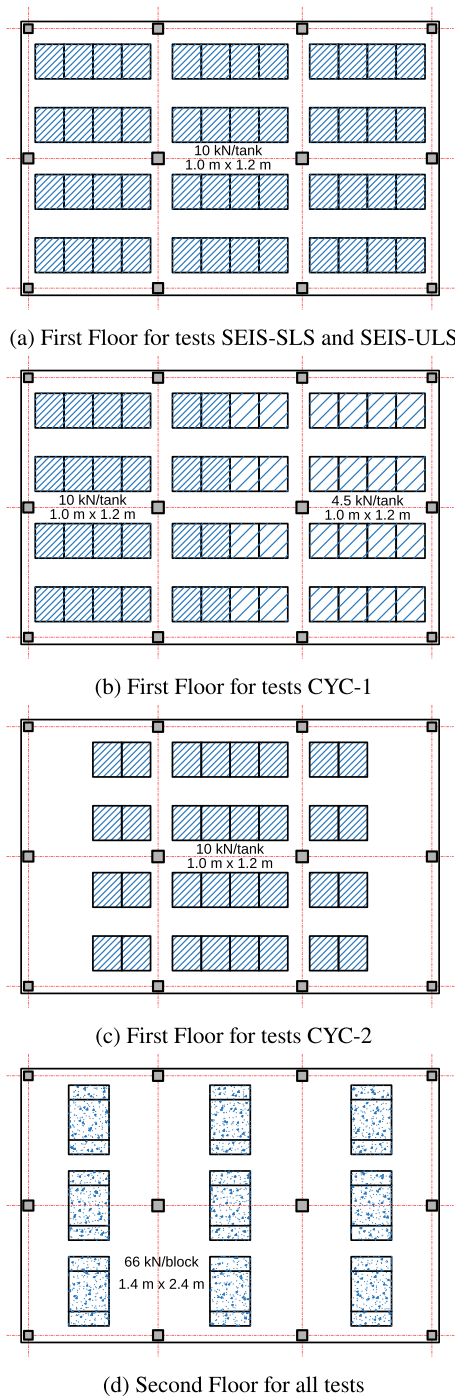 10 kN/tank
1.0 m x 1.2 m
(a) First Floor for tests SEIS-SLS and SEIS-ULS
10 kN/tank
1.0 m x 1.2 m
4.5 kN/tank
1.0 m x 1.2 m
(b) First Floor for tests CYC-1
10 kN/tank
1.0 m x 1.2 m
(c) First Floor for tests CYC-2
66 kN/block
1.4 m x 2.4 m
(d) Second Floor for all tests